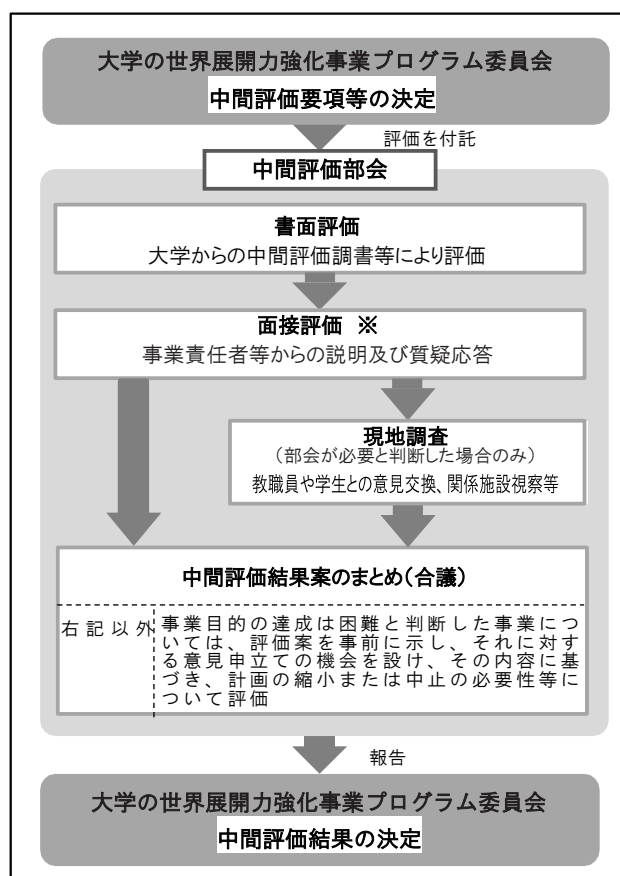 大学の世界展開力強化事業プログラム委員会
中間評価要項等の決定
評価を付託
中間評価部会
書面評価
大学からの中間評価調書等により評価
面接評価 ※
事業責任者等からの説明及び質疑応答
現地調査
（部会が必要と判断した場合のみ）
教職員や学生との意見交換、関係施設視察等
中間評価結果案のまとめ（合議）
右記以外
事業目的の達成は困難と判断した事業につ
いては、評価案を事前に示し、それに対す
る意見申立ての機会を設け、その内容に基
づき、計画の縮小または中止の必要性等に
ついて評価
報告
大学の世界展開力強化事業プログラム委員会
中間評価結果の決定